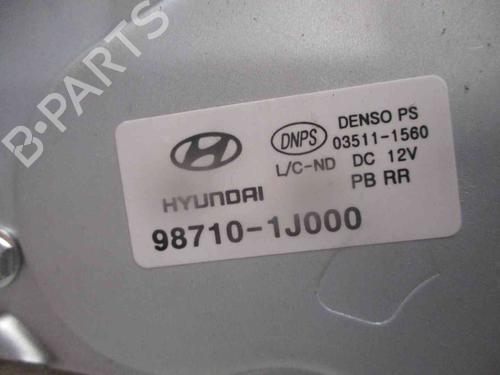 B-PARTS
DNPS
DENSO PS
03511-1560
L/C-ND DC 12V
PB RR
HYUNDAI
98710-1J000